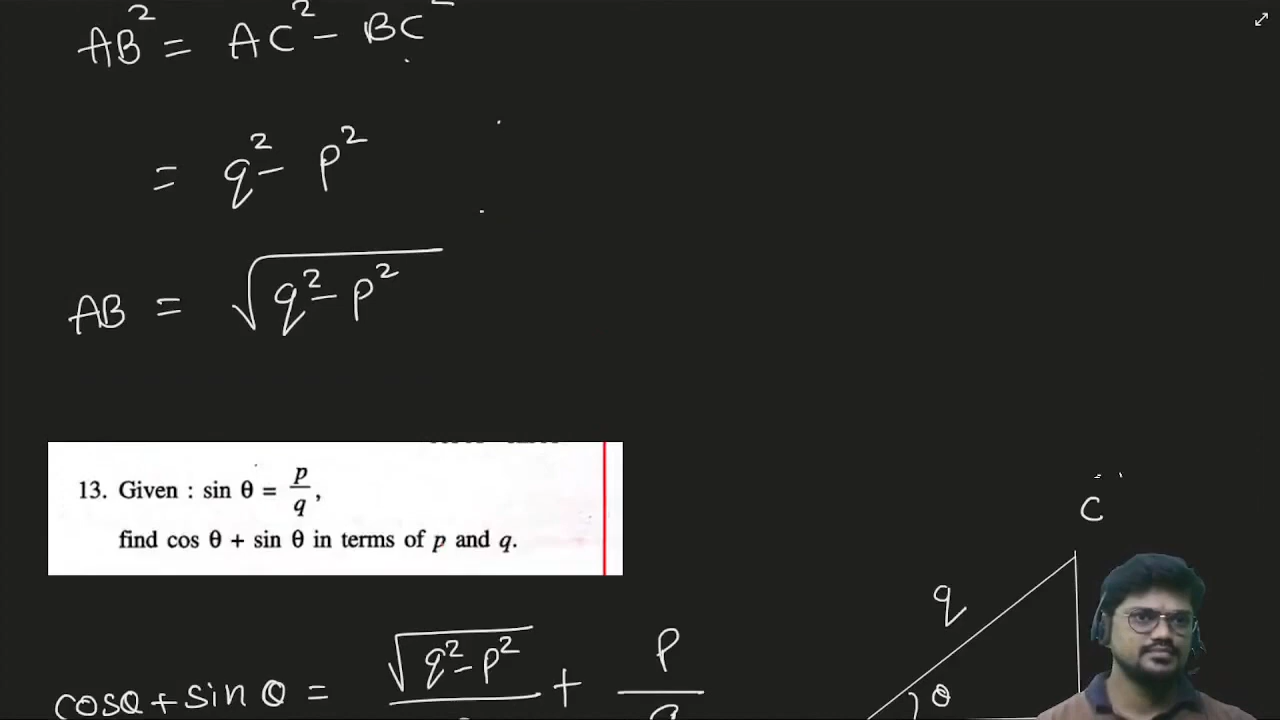 AB² = AC² - BC²
= q² - p²
AB = √(q² - p²)
13. Given : sin θ = p/q,
find cos θ + sin θ in terms of p and q.
C
q
θ
cosθ + sin θ = √(q² - p²)/q + p/q